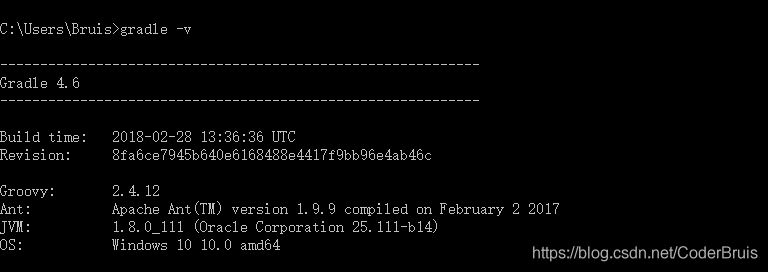 C:\Users\Bruis>gradle -v
------------------------------------------------------------
Gradle 4.6
------------------------------------------------------------
Build time:   2018-02-28 13:36:36 UTC
Revision:     8fa6ce7945b640e6168488e4417f9bb96e4ab46c
Groovy:       2.4.12
Ant:          Apache Ant(TM) version 1.9.9 compiled on February 2 2017
JVM:          1.8.0_111 (Oracle Corporation 25.111-b14)
OS:           Windows 10 10.0 amd64
https://blog.csdn.net/CoderBruis